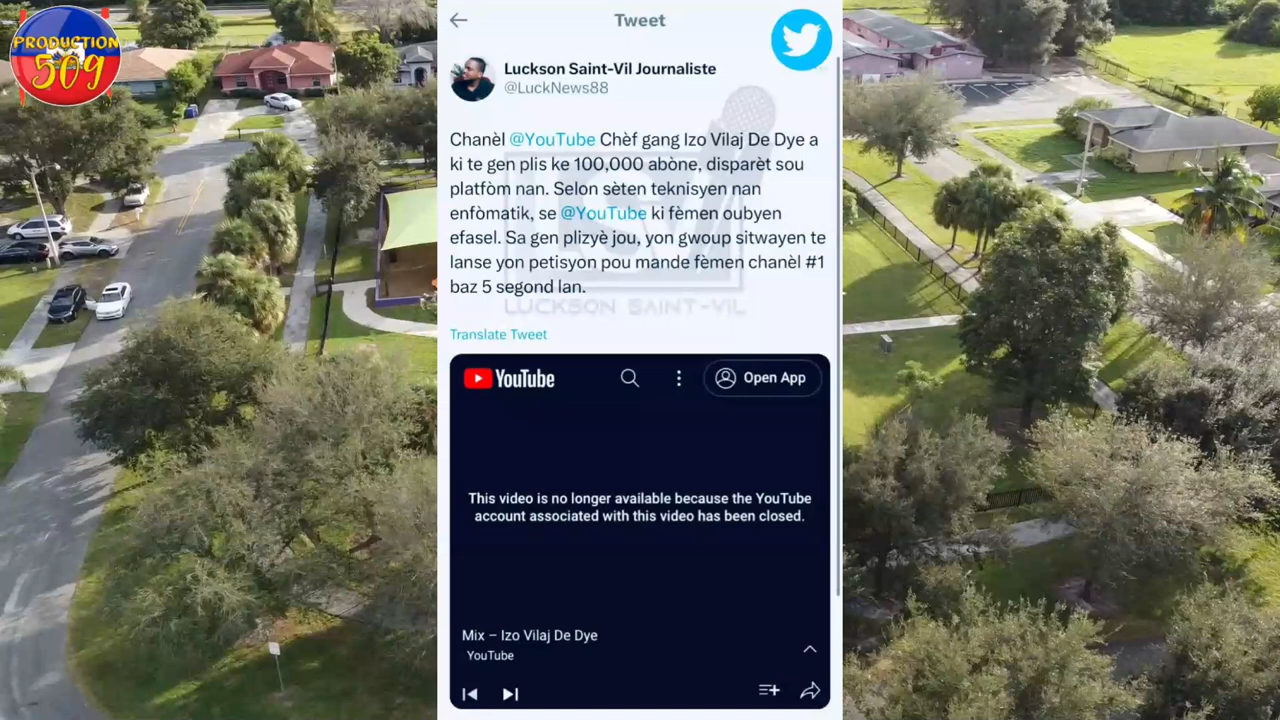 PRODUCTION
509
Tweet
Luckson Saint-Vil Journaliste
@LuckNews88
Chanèl @YouTube Chèf gang Izo Vilaj De Dye a
ki te gen plis ke 100,000 abòne, disparèt sou
platfòm nan. Selon sèten teknisyen nan
enfòmatik, se @YouTube ki fèmen oubyen
efasel. Sa gen plizyè jou, yon gwoup sitwayen te
lanse yon petisyon pou mande fèmen chanèl #1
baz 5 segond lan.
LUCKSON SAINT-VIL
Translate Tweet
YouTube
Open App
This video is no longer available because the YouTube
account associated with this video has been closed.
Mix – Izo Vilaj De Dye
YouTube